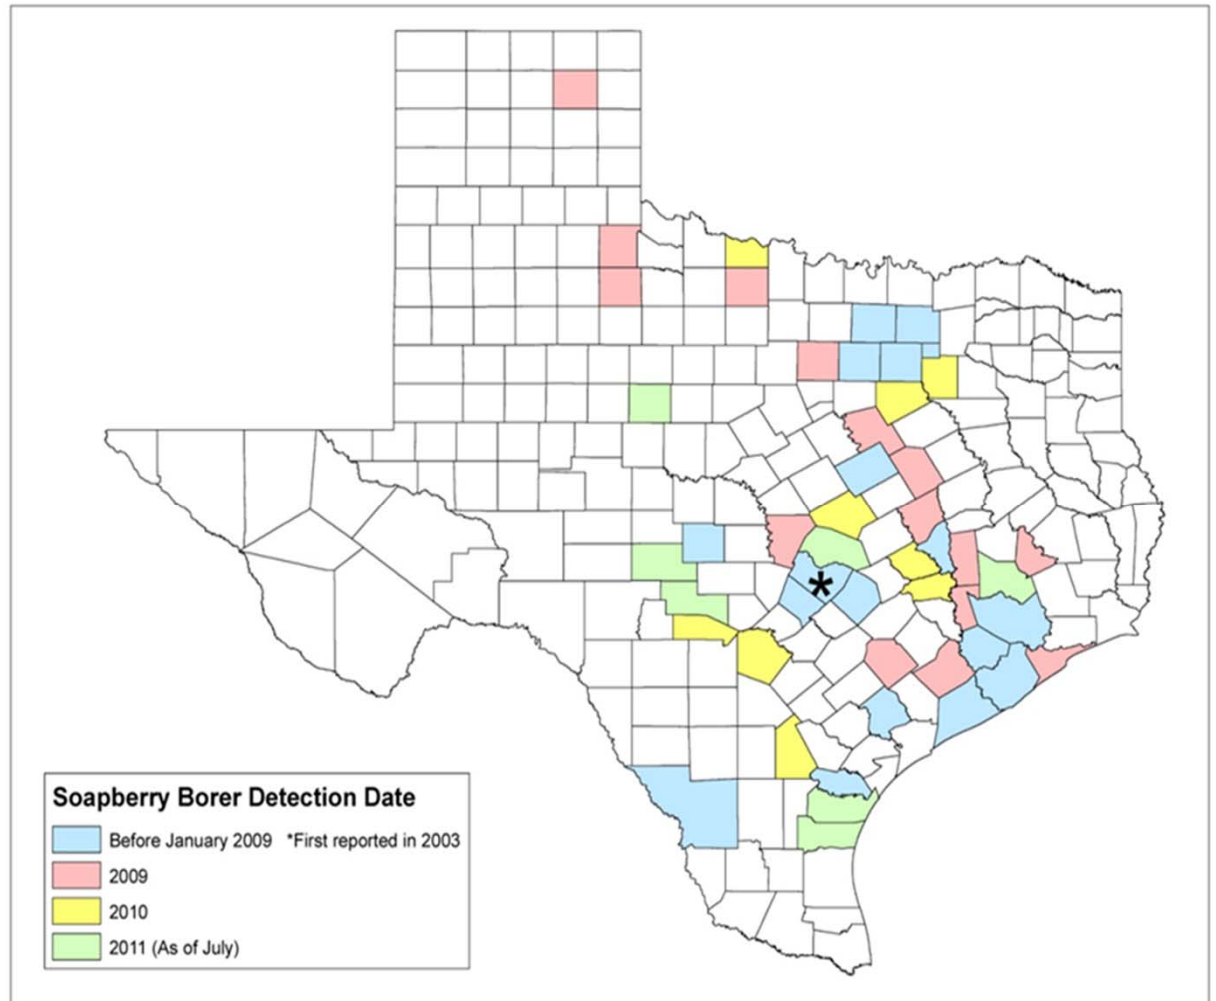 *
Soapberry Borer Detection Date
Before January 2009 *First reported in 2003
2009
2010
2011 (As of July)